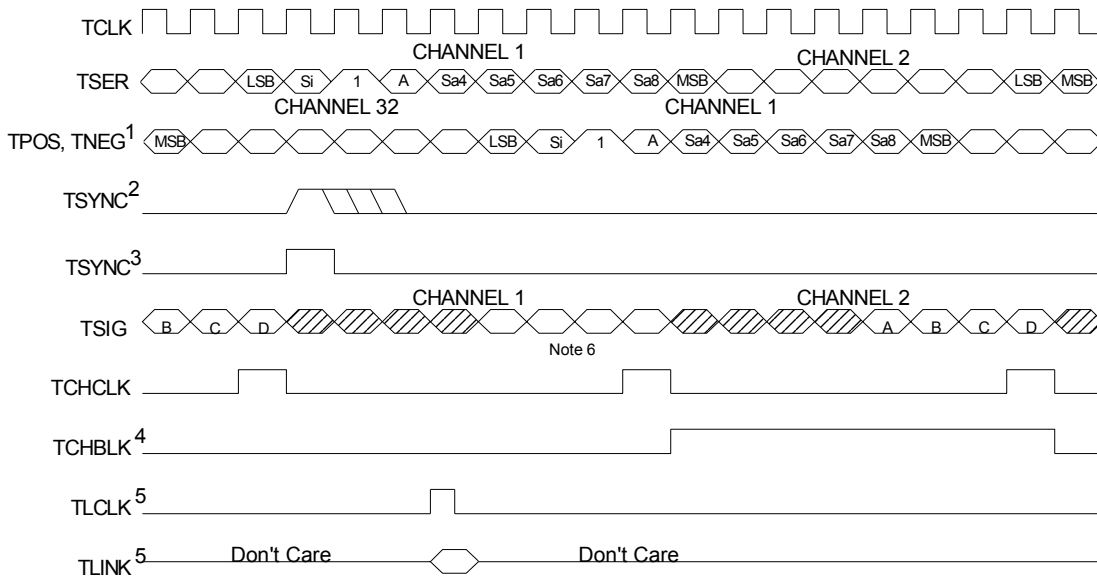 TCLK
CHANNEL 1 CHANNEL 2
TSER LSB Si 1 A Sa4 Sa5 Sa6 Sa7 Sa8 MSB LSB MSB
CHANNEL 32 CHANNEL 1
TPOS, TNEG1 MSB LSB Si 1 A Sa4 Sa5 Sa6 Sa7 Sa8 MSB
TSYNC2
TSYNC3
CHANNEL 1 CHANNEL 2
TSIG B C D A B C D
Note 6
TCHCLK
TCHBLK4
TLCLK5
TLINK5 Don't Care Don't Care